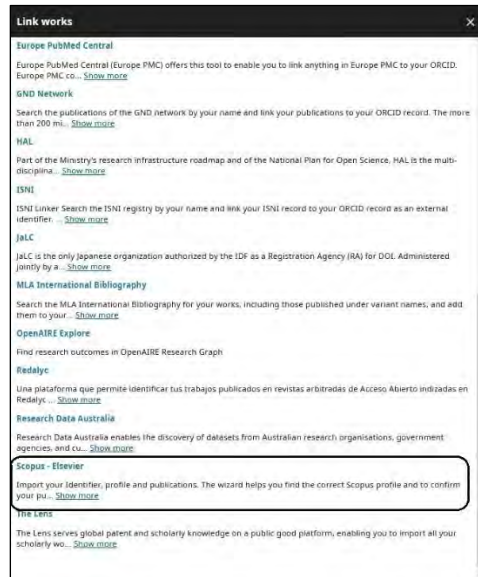 Link works
Europe PubMed Central
Europe PubMed Central (Europe PMC) offers this tool to enable you to link anything in Europe PMC to your ORCID.
Europe PMC co... Show more
GND Network
Search the publications of the GND network by your name and link your publications to your ORCID record. The more
than 200 mi... Show more
HAL
Part of the Ministry's research infrastructure roadmap and of the National Plan for Open Science, HAL is the multi-
disciplina... Show more
ISNI
ISNI Linker Search the ISNI registry by your name and link your ISNI record to your ORCID record as an external
identifier. ... Show more
JaLC
JaLC is the only Japanese organization authorized by the IDF as a Registration Agency (RA) for DOI. Administered
jointly by a... Show more
MLA International Bibliography
Search the MLA International Bibliography for your works, including those published under variant names, and add
them to your... Show more
OpenAIRE Explore
Find research outcomes in OpenAIRE Research Graph
Redalyc
Una plataforma que permite identificar tus trabajos publicados en revistas arbitradas de Acceso Abierto indizadas en
Redalyc ... Show more
Research Data Australia
Research Data Australia enables the discovery of datasets from Australian research organisations, government
agencies, and cu... Show more
Scopus - Elsevier
Import your Identifier, profile and publications. The wizard helps you find the correct Scopus profile and to confirm
your pu... Show more
The Lens
The Lens serves global patent and scholarly knowledge on a public good platform, enabling you to import all your
scholarly wo... Show more